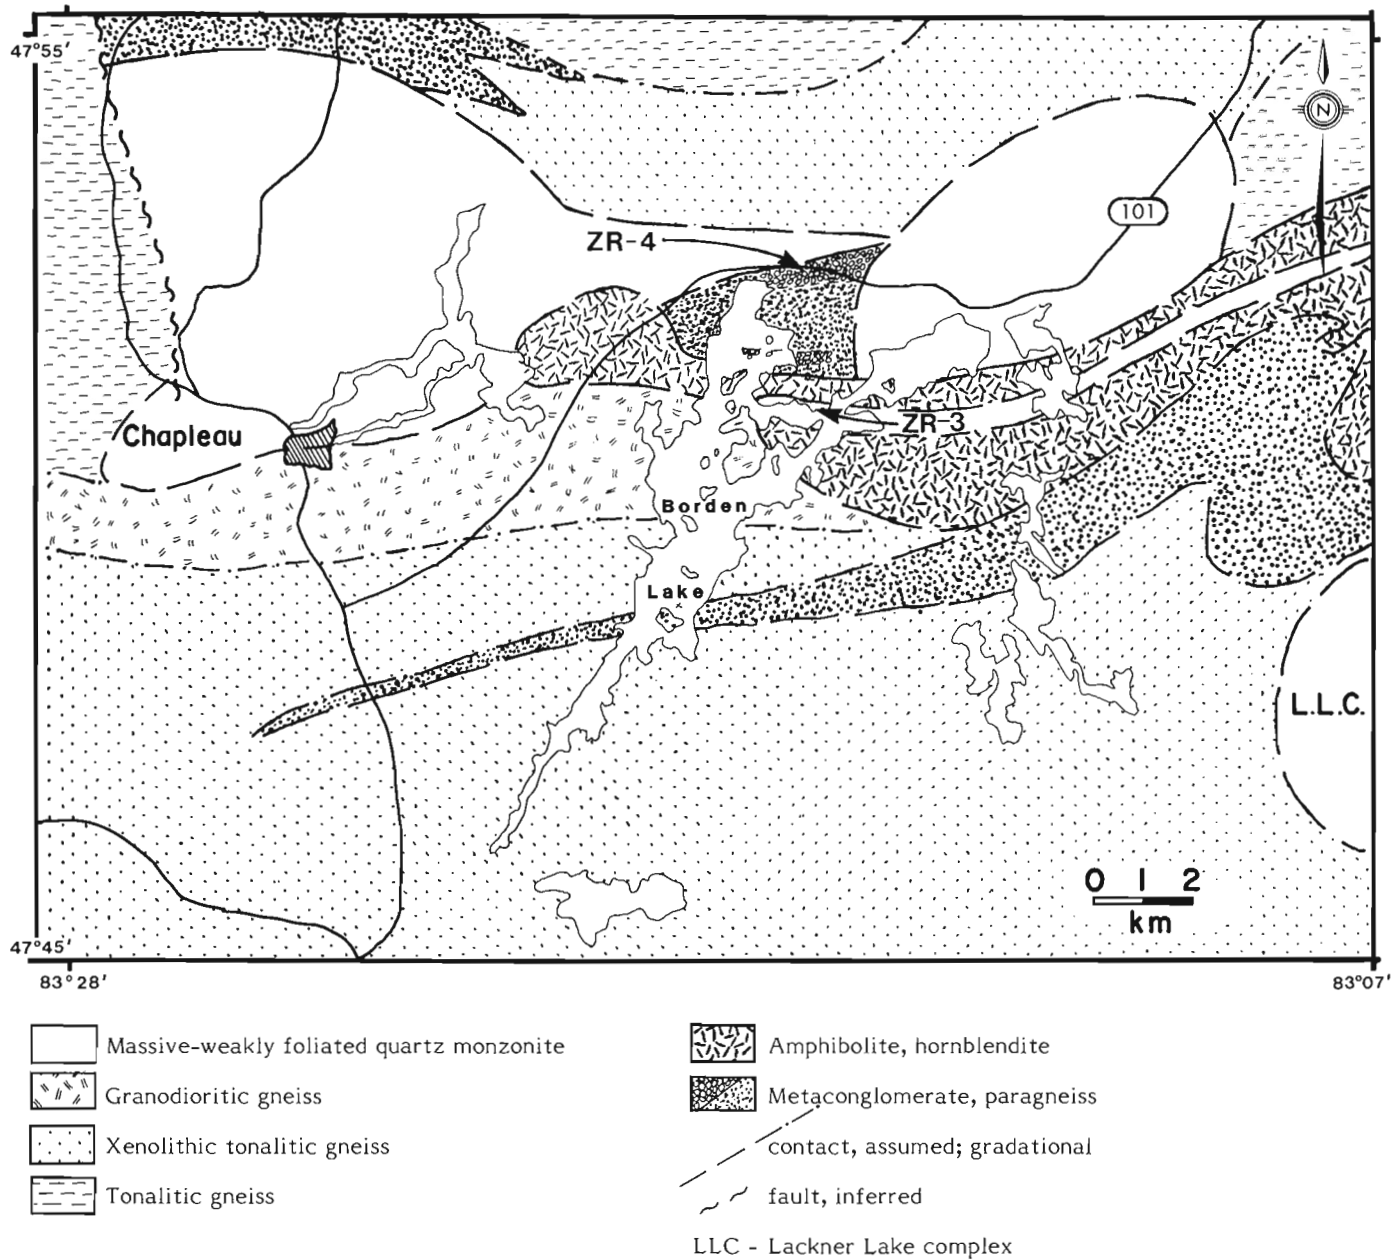 47°55'
N
101
ZR-4
Chapleau
ZR-3
Borden
Lake
L.L.C.
0 1 2
km
47°45'
83°28'
83°07'
Massive-weakly foliated quartz monzonite
Granodioritic gneiss
Xenolithic tonalitic gneiss
Tonalitic gneiss
Amphibolite, hornblendite
Metaconglomerate, paragneiss
contact, assumed; gradational
fault, inferred
LLC - Lackner Lake complex